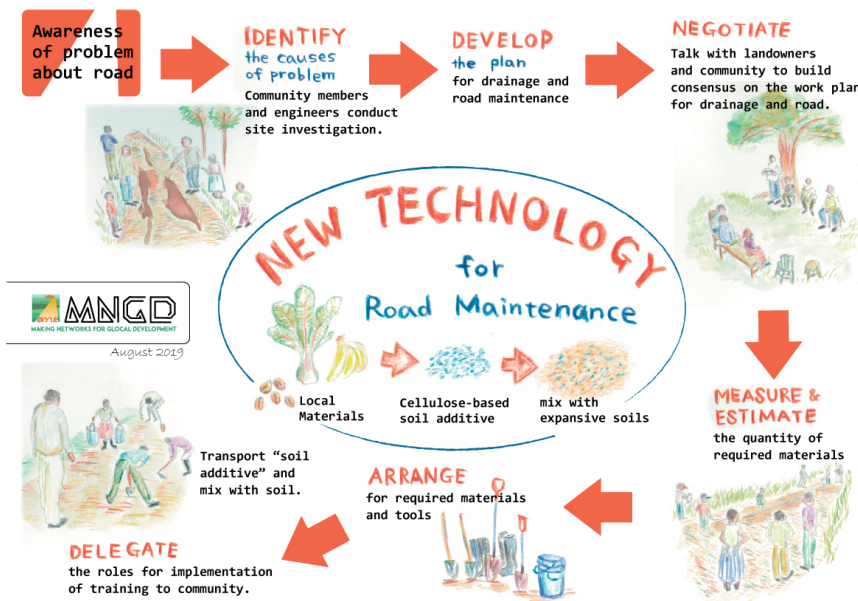 Awareness
of problem
about road
IDENTIFY
the causes
of problem
Community members
and engineers conduct
site investigation.
DEVELOP
the plan
for drainage and
road maintenance
NEGOTIATE
Talk with landowners
and community to build
consensus on the work plan
for drainage and road.
NEW TECHNOLOGY
for
Road Maintenance
Local
Materials
Cellulose-based
soil additive
mix with
expansive soils
MNGD
MAKING NETWORKS FOR GLOCAL DEVELOPMENT
August 2019
MEASURE &
ESTIMATE
the quantity of
required materials
ARRANGE
for required materials
and tools
Transport “soil
additive” and
mix with soil.
DELEGATE
the roles for implementation
of training to community.